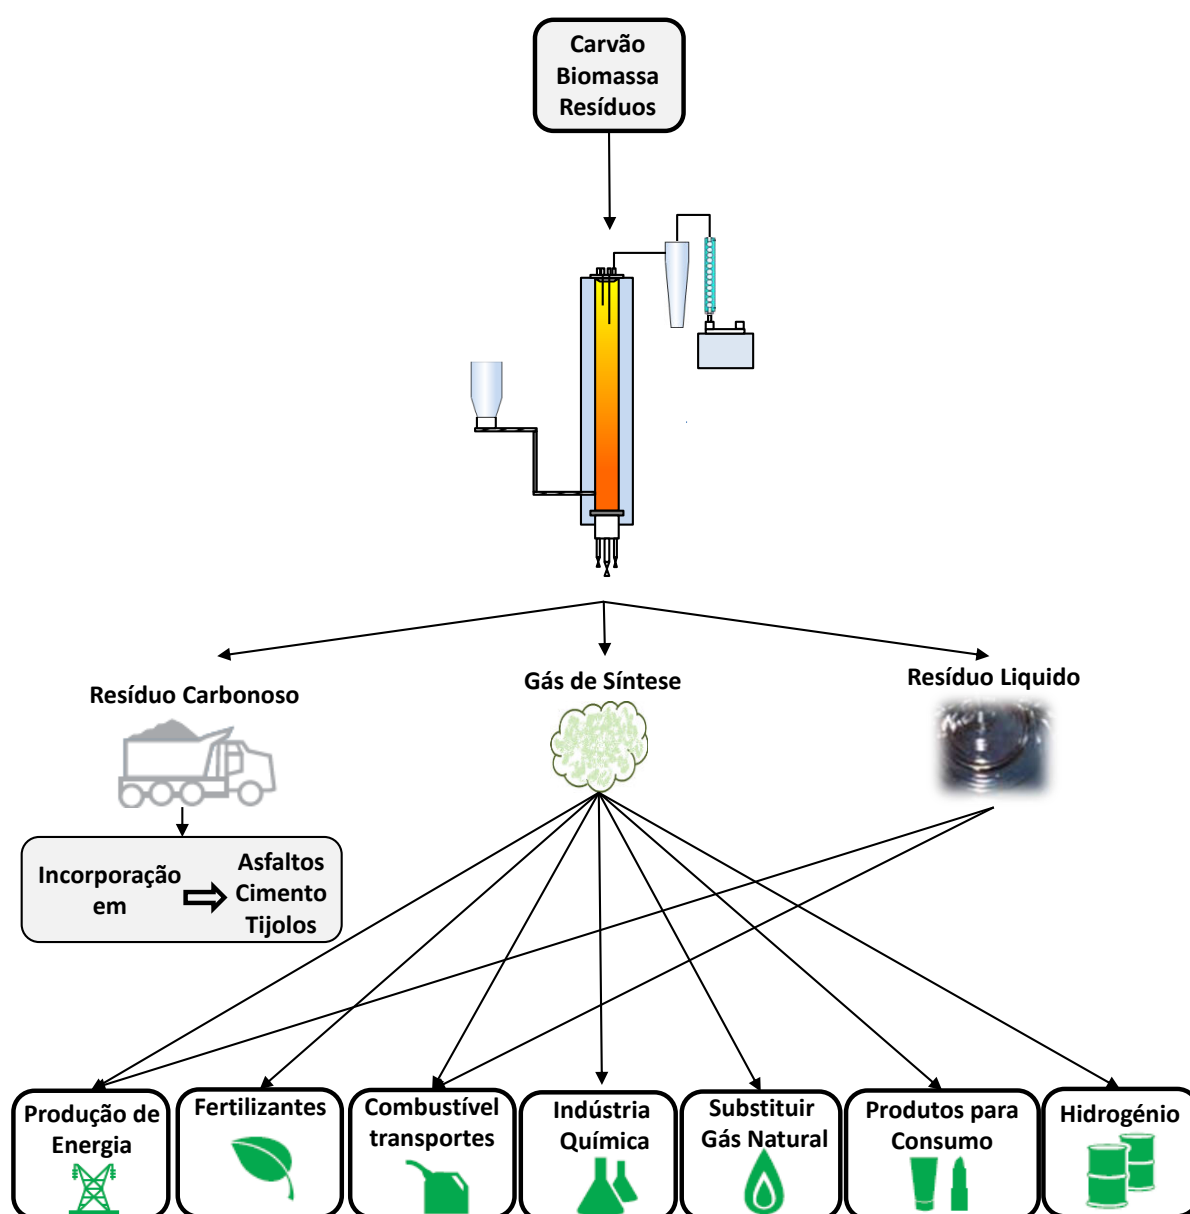 Carvão
Biomassa
Resíduos
Resíduo Carbonoso
Gás de Síntese
Resíduo Liquido
Incorporação
em
Asfaltos
Cimento
Tijolos
Produção de
Energia
Fertilizantes
Combustível
transportes
Indústria
Química
Substituir
Gás Natural
Produtos para
Consumo
Hidrogénio